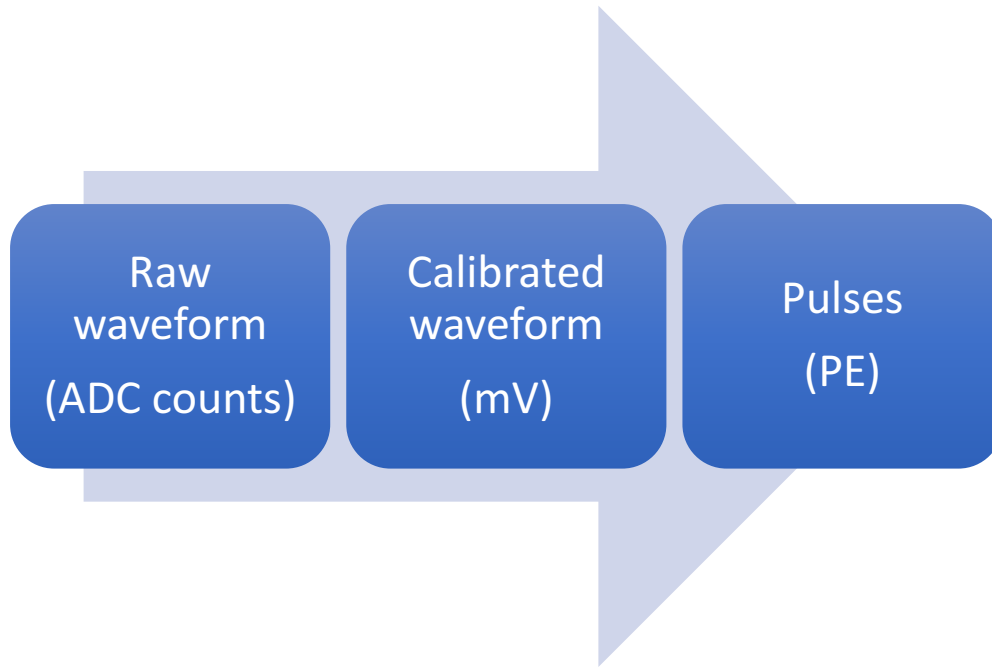 Raw
waveform
(ADC counts)
Calibrated
waveform
(mV)
Pulses
(PE)